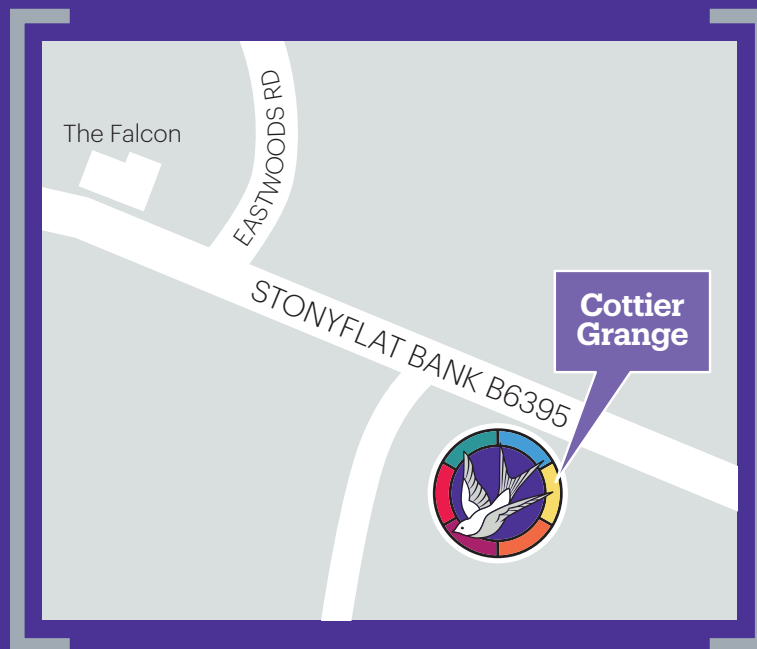 The Falcon
EASTWOODS RD
STONYFLAT BANK B6395
Cottier
Grange